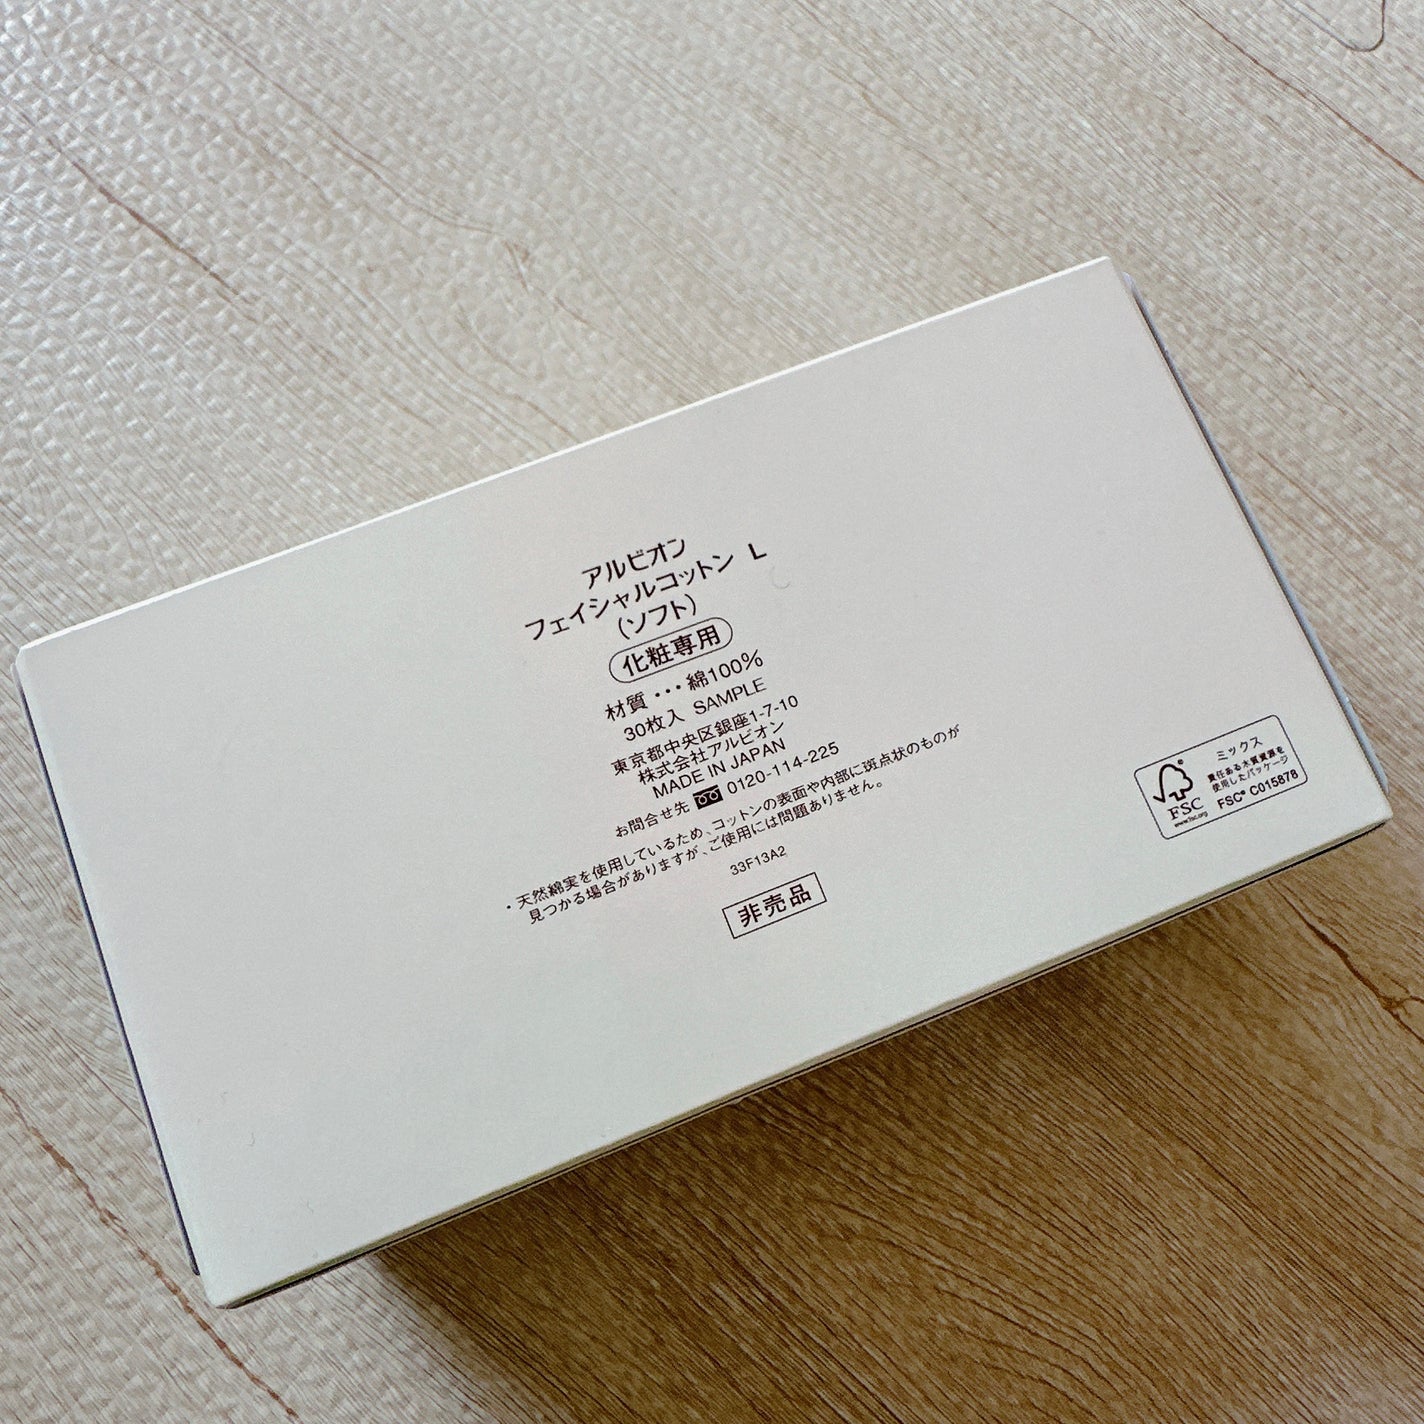 アルビオン
フェイシャルコットン L
(ソフト)
化粧専用
材質・・・綿100%
30枚入 SAMPLE
東京都中央区銀座1-7-10
株式会社アルビオン
MADE IN JAPAN
お問合せ先 0120-114-225
・天然綿実を使用しているため、コットンの表面や内部に斑点状のものが
見つかる場合がありますが、ご使用には問題ありません。
33F13A2
非売品
FSC
www.fsc.org
ミックス
責任ある木質資源を
使用したパッケージ
FSC® C015878